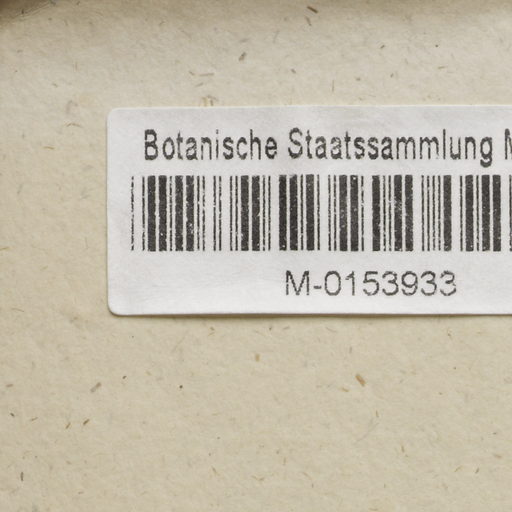 Botanische Staatssammlung
M-0153933